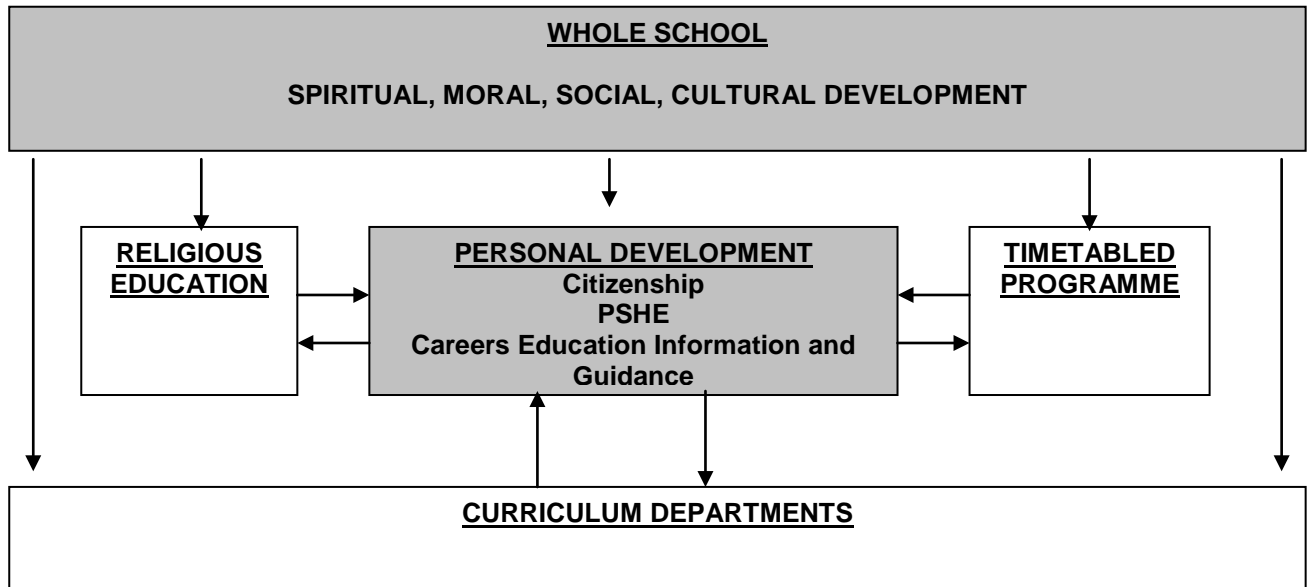 WHOLE SCHOOL
SPIRITUAL, MORAL, SOCIAL, CULTURAL DEVELOPMENT
RELIGIOUS
EDUCATION
PERSONAL DEVELOPMENT
Citizenship
PSHE
Careers Education Information and
Guidance
TIMETABLED
PROGRAMME
CURRICULUM DEPARTMENTS